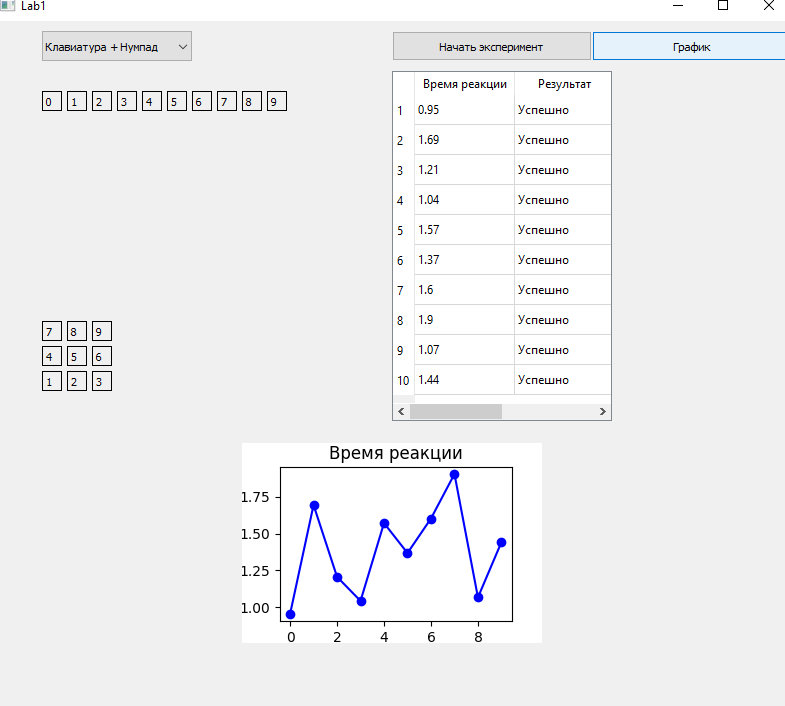 Lab1
Клавиатура + Нумпад
Начать эксперимент
График
0 1 2 3 4 5 6 7 8 9
Время реакции Результат
1 0.95 Успешно
2 1.69 Успешно
3 1.21 Успешно
4 1.04 Успешно
5 1.57 Успешно
6 1.37 Успешно
7 1.6 Успешно
8 1.9 Успешно
9 1.07 Успешно
10 1.44 Успешно
7 8 9
4 5 6
1 2 3
Время реакции
1.75
1.50
1.25
1.00
0 2 4 6 8